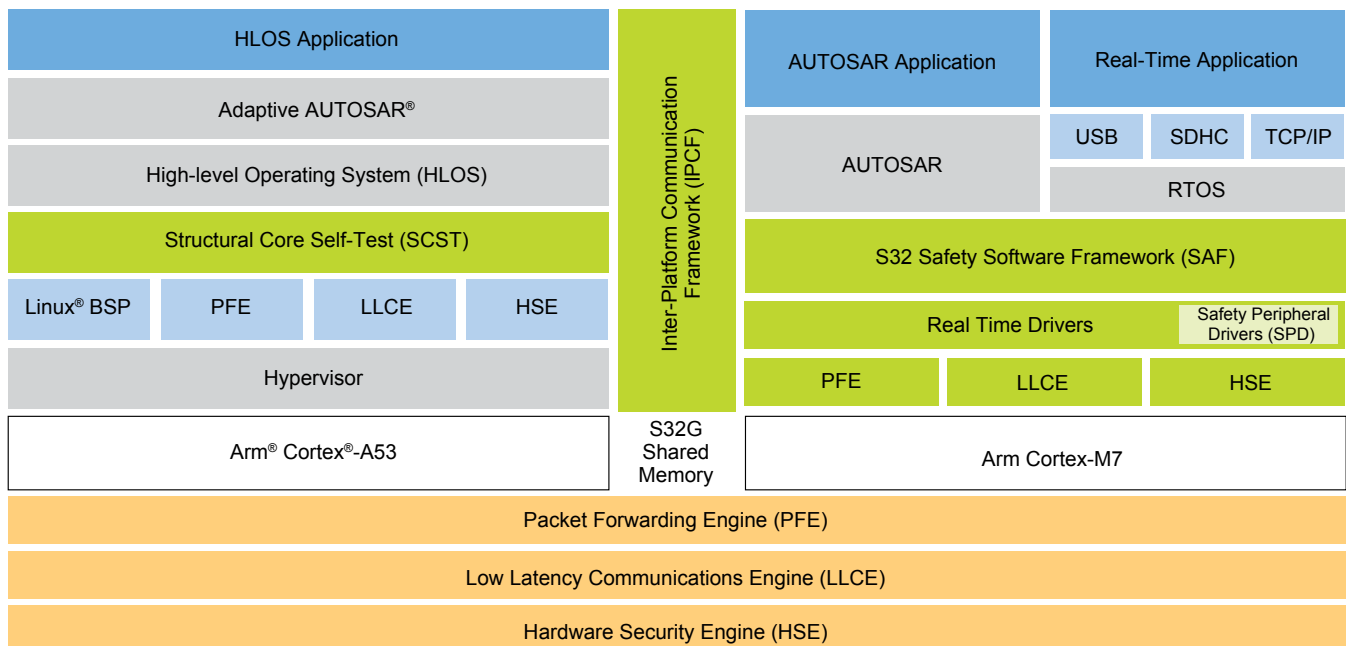 HLOS Application
Adaptive AUTOSAR®
High-level Operating System (HLOS)
Structural Core Self-Test (SCST)
Linux® BSP
PFE
LLCE
HSE
Hypervisor
Arm® Cortex®-A53
Inter-Platform Communication
Framework (IPCF)
S32G
Shared
Memory
AUTOSAR Application
Real-Time Application
AUTOSAR
USB
SDHC
TCP/IP
RTOS
S32 Safety Software Framework (SAF)
Real Time Drivers
Safety Peripheral
Drivers (SPD)
PFE
LLCE
HSE
Arm Cortex-M7
Packet Forwarding Engine (PFE)
Low Latency Communications Engine (LLCE)
Hardware Security Engine (HSE)